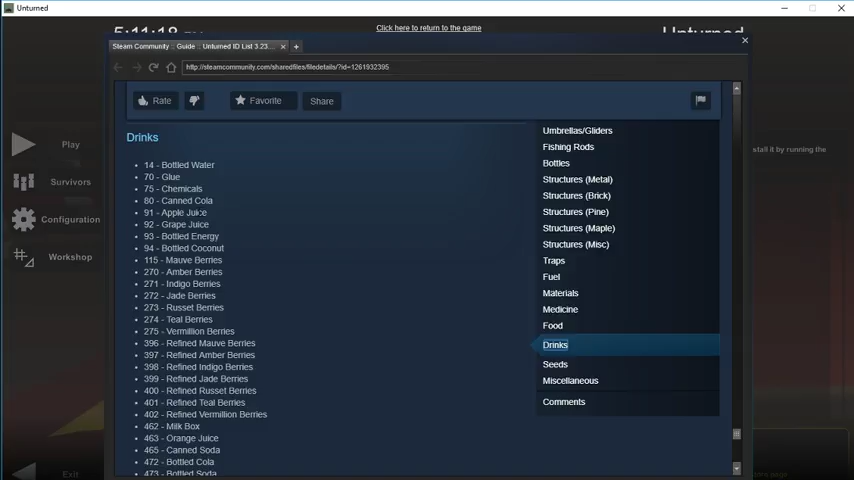 Unturned
5:11:18
Click here to return to the game
Unturned
Steam Community :: Guide :: Unturned ID List 3.23...
http://steamcommunity.com/sharedfiles/filedetails/?id=1261932395
Rate
Favorite
Share
Drinks
14 - Bottled Water
70 - Glue
75 - Chemicals
80 - Canned Cola
91 - Apple Juice
92 - Grape Juice
93 - Bottled Energy
94 - Bottled Coconut
115 - Mauve Berries
270 - Amber Berries
271 - Indigo Berries
272 - Jade Berries
273 - Russet Berries
274 - Teal Berries
275 - Vermillion Berries
396 - Refined Mauve Berries
397 - Refined Amber Berries
398 - Refined Indigo Berries
399 - Refined Jade Berries
400 - Refined Russet Berries
401 - Refined Teal Berries
402 - Refined Vermillion Berries
462 - Milk Box
463 - Orange Juice
465 - Canned Soda
472 - Bottled Cola
473 - Bottled Soda
Umbrellas/Gliders
Fishing Rods
Bottles
Structures (Metal)
Structures (Brick)
Structures (Pine)
Structures (Maple)
Structures (Misc)
Traps
Fuel
Materials
Medicine
Food
Drinks
Seeds
Miscellaneous
Comments
Play
Survivors
Configuration
Workshop
Exit
stall it by running the